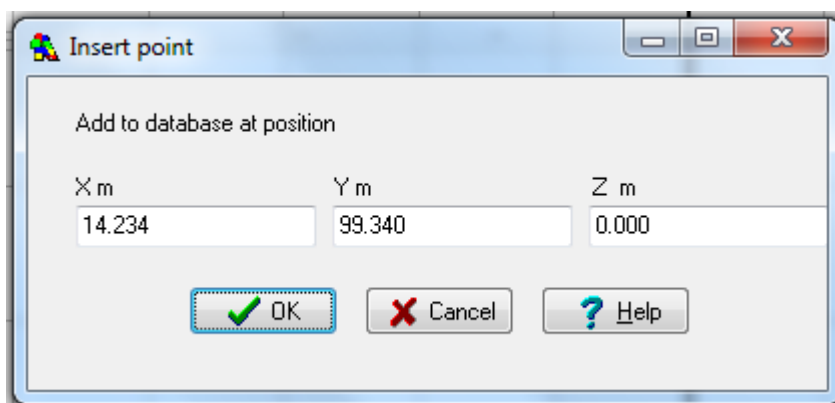 Insert point
Add to database at position
X m Y m Z m
14.234 99.340 0.000
OK Cancel Help